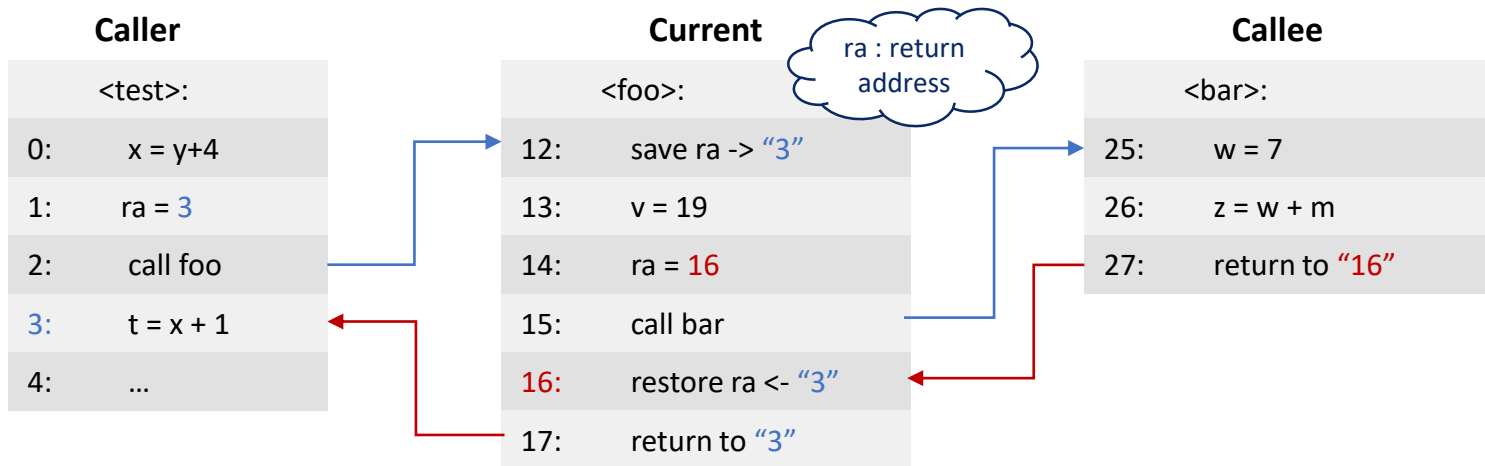 Caller
<test>:
0: x = y+4
1: ra = 3
2: call foo
3: t = x + 1
4: ...
Current
ra : return
address
<foo>:
12: save ra -> “3”
13: v = 19
14: ra = 16
15: call bar
16: restore ra <- “3”
17: return to “3”
Callee
<bar>:
25: w = 7
26: z = w + m
27: return to “16”